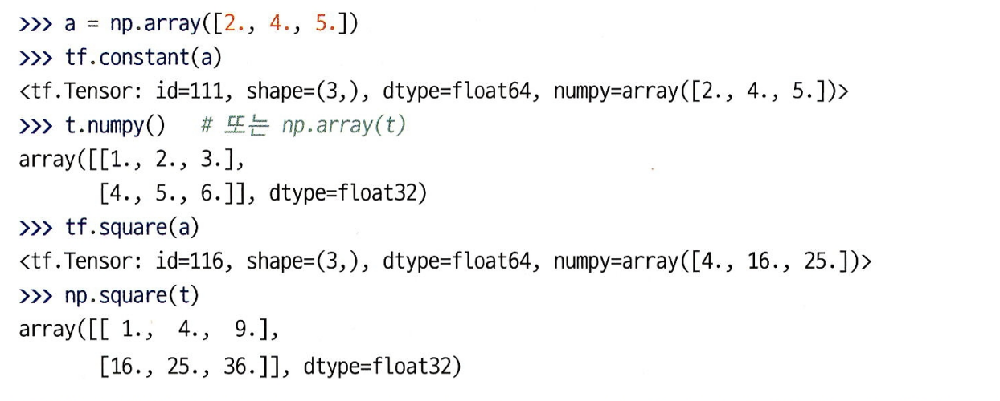 >>> a = np.array([2., 4., 5.])
>>> tf.constant(a)
<tf.Tensor: id=111, shape=(3,), dtype=float64, numpy=array([2., 4., 5.])>
>>> t.numpy()   # 또는 np.array(t)
array([[1., 2., 3.],
       [4., 5., 6.]], dtype=float32)
>>> tf.square(a)
<tf.Tensor: id=116, shape=(3,), dtype=float64, numpy=array([4., 16., 25.])>
>>> np.square(t)
array([[ 1.,  4.,  9.],
       [16., 25., 36.]], dtype=float32)